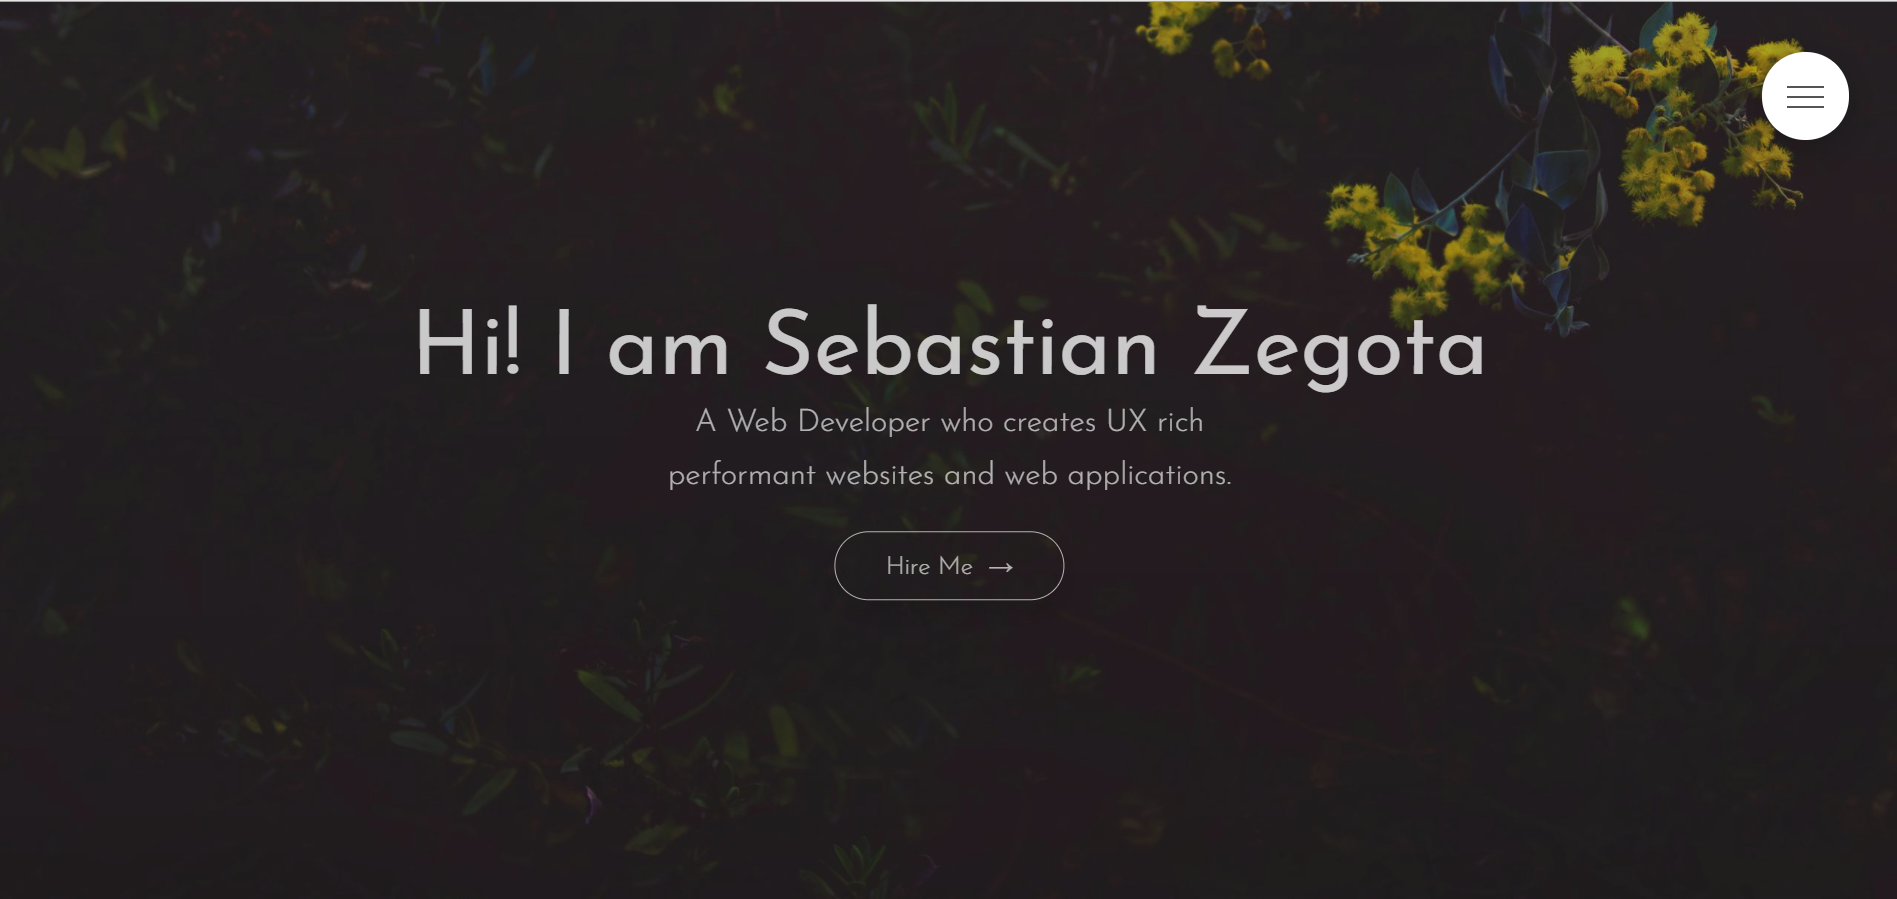 Hi! I am Sebastian Zegota
A Web Developer who creates UX rich
performant websites and web applications.
Hire Me →